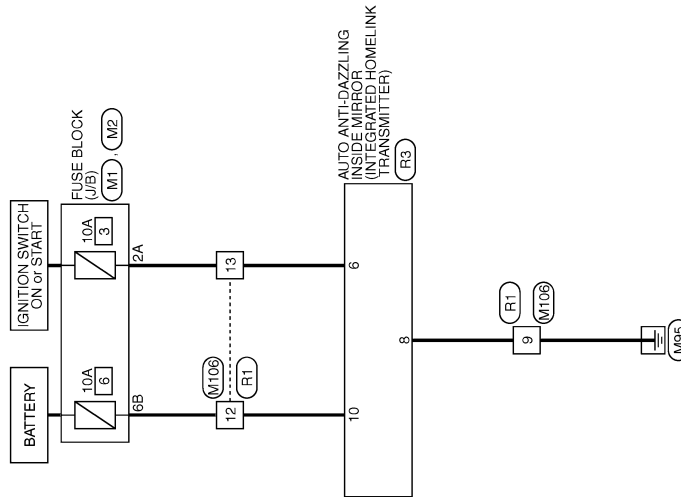 IGNITION SWITCH
ON or START
BATTERY
FUSE BLOCK
(J/B)
M1 , M2
10A
3
10A
6
2A
6B
13
M106
12
R1
AUTO ANTI-DAZZLING
INSIDE MIRROR
(INTEGRATED HOMELINK
TRANSMITTER)
R3
6
10
8
R1
9
M106
M95